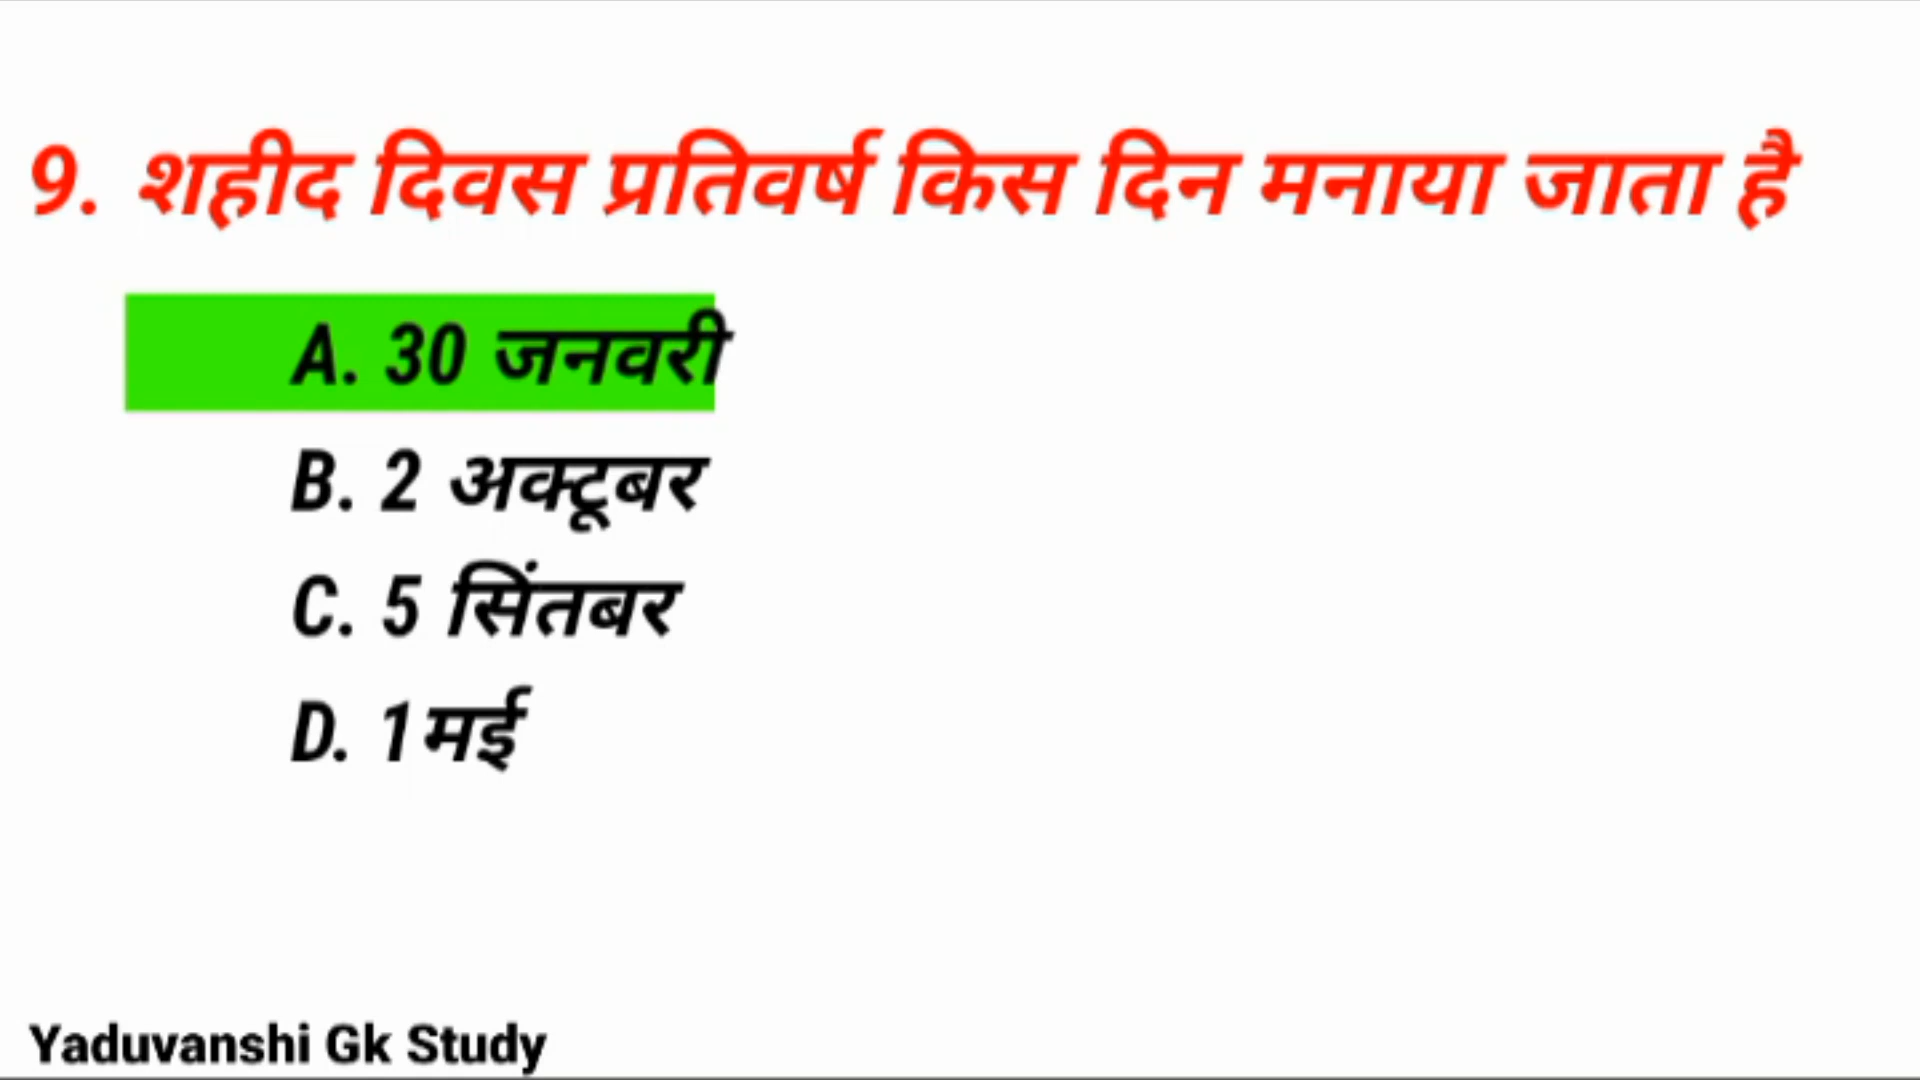 9. शहीद दिवस प्रतिवर्ष किस दिन मनाया जाता है
A. 30 जनवरी
B. 2 अक्टूबर
C. 5 सिंतबर
D. 1 मई
Yaduvanshi Gk Study